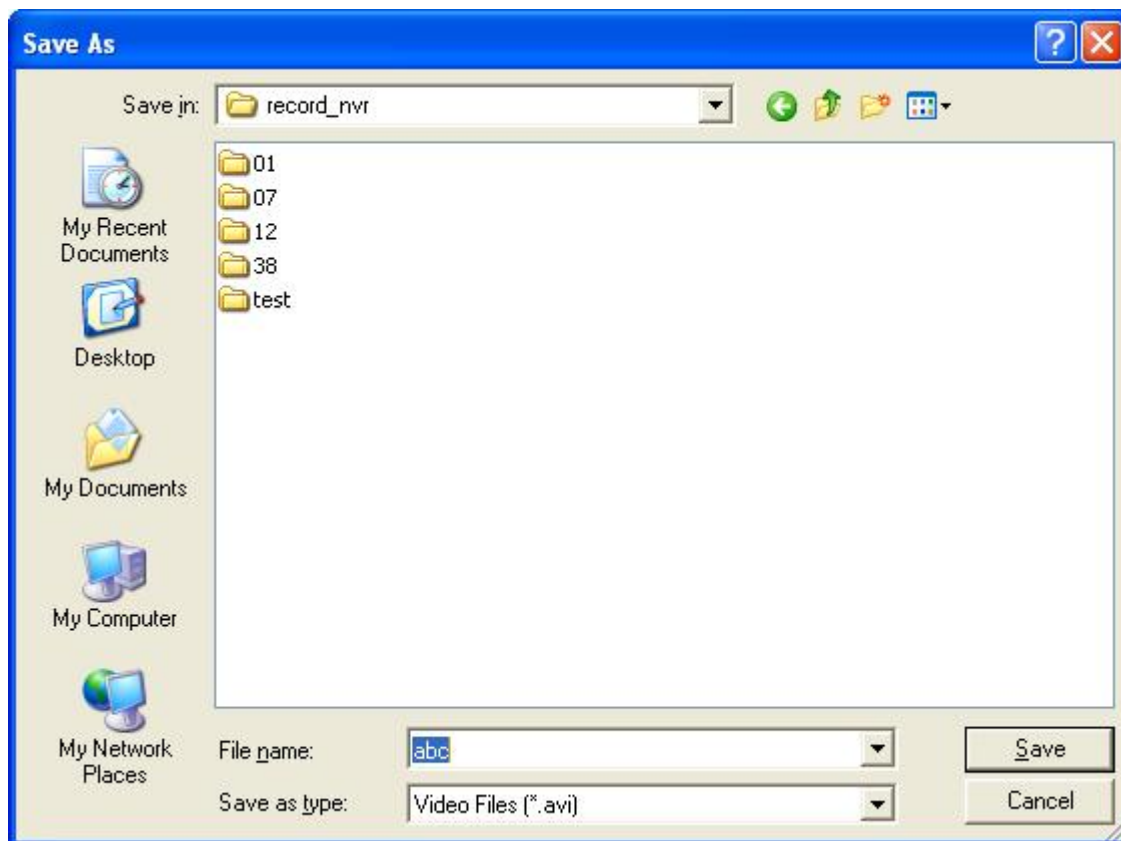 Save As
Save in:
record_nvr
01
07
12
38
test
My Recent
Documents
Desktop
My Documents
My Computer
My Network
Places
File name:
abc
Save
Save as type:
Video Files (*.avi)
Cancel